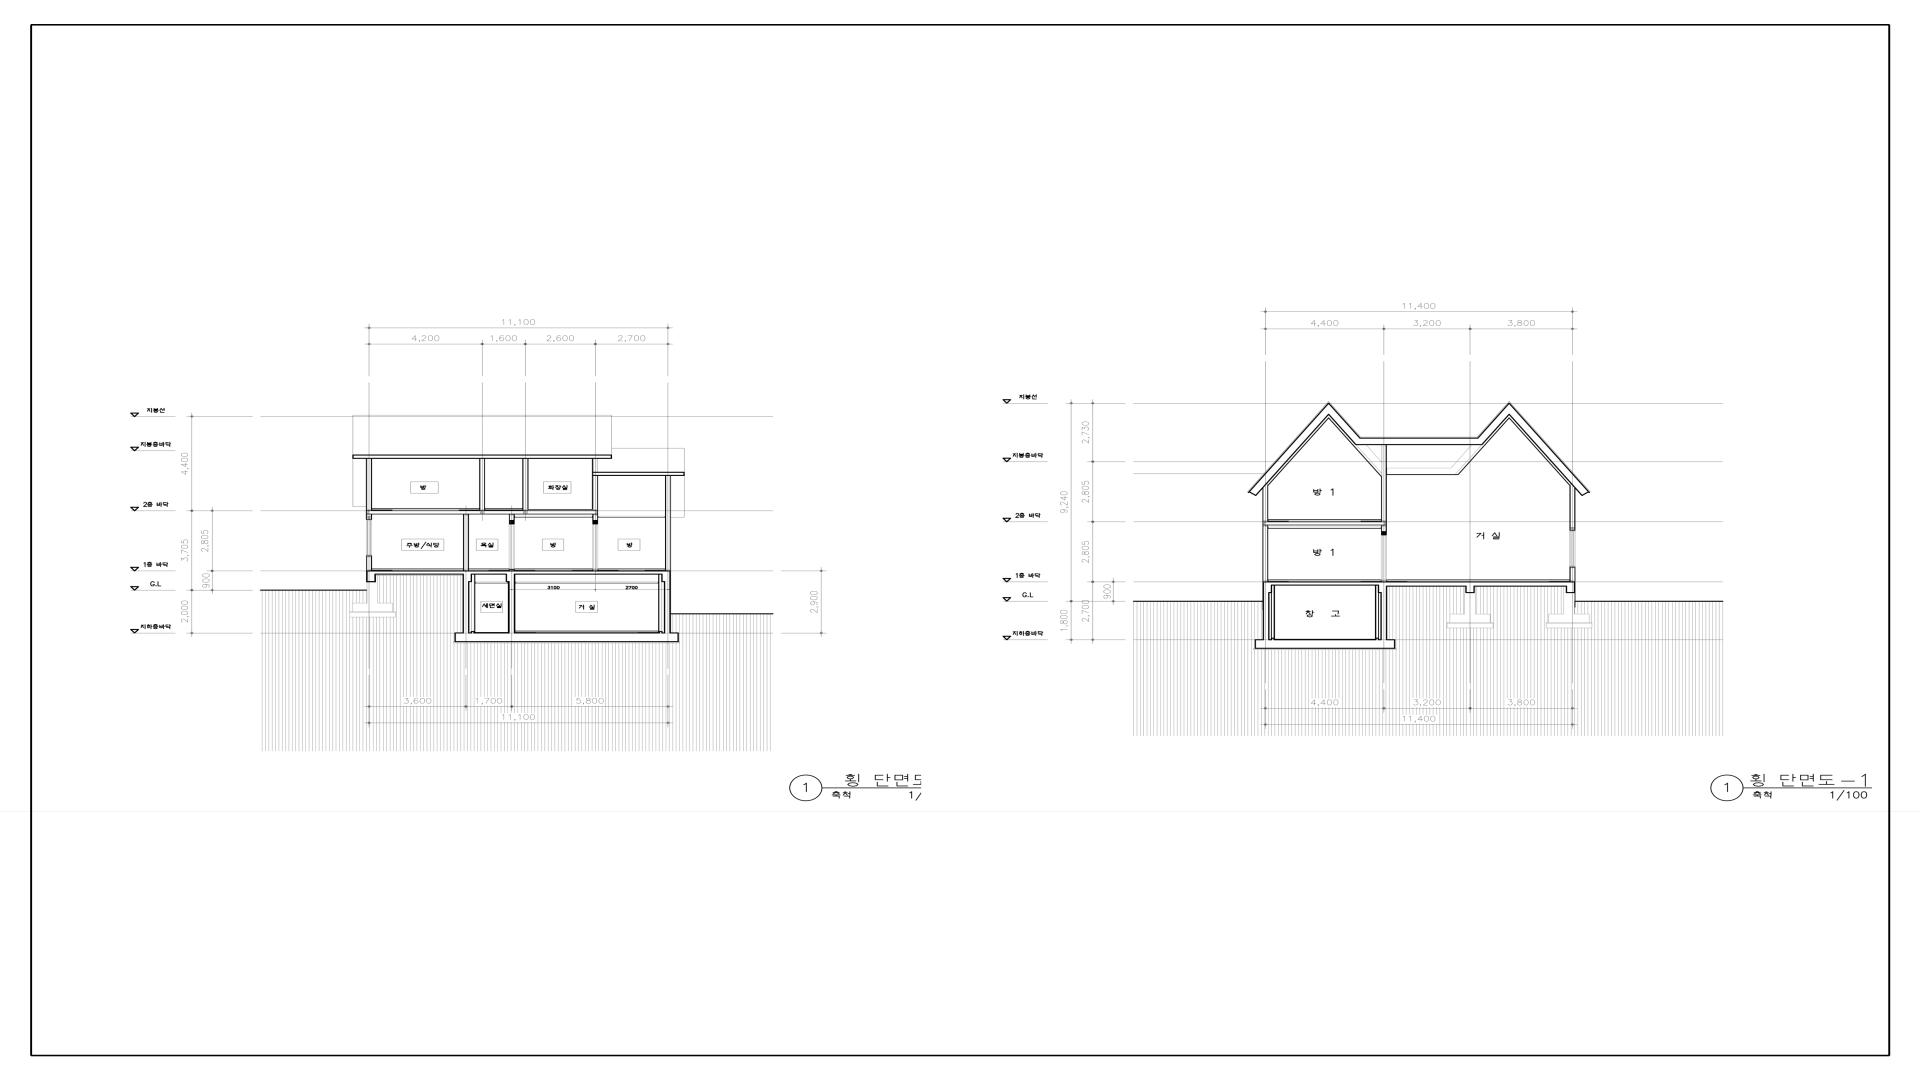 11,100
4,200 1,600 2,600 2,700
지붕선
지붕층바닥
4,400
방 화장실
2층 바닥
3,705 2,805
주방/식당 욕실 방 방
1층 바닥
G.L
900
3100 2700
2,000
세면실 거 실
2,900
지하층바닥
3,600 1,700 5,800
11,100
1 횡 단면도
축척 1/
11,400
4,400 3,200 3,800
지붕선
2,730
지붕층바닥
9,240 2,805
방 1
2층 바닥
거 실
2,805
방 1
1층 바닥
G.L
900
1,800 2,700
창 고
지하층바닥
4,400 3,200 3,800
11,400
1 횡 단면도-1
축척 1/100